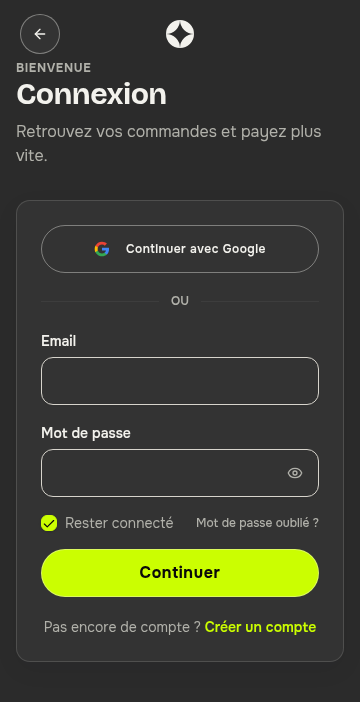 BIENVENUE
Connexion
Retrouvez vos commandes et payez plus
vite.
Continuer avec Google
OU
Email
Mot de passe
Rester connecté
Mot de passe oublié ?
Continuer
Pas encore de compte ? Créer un compte